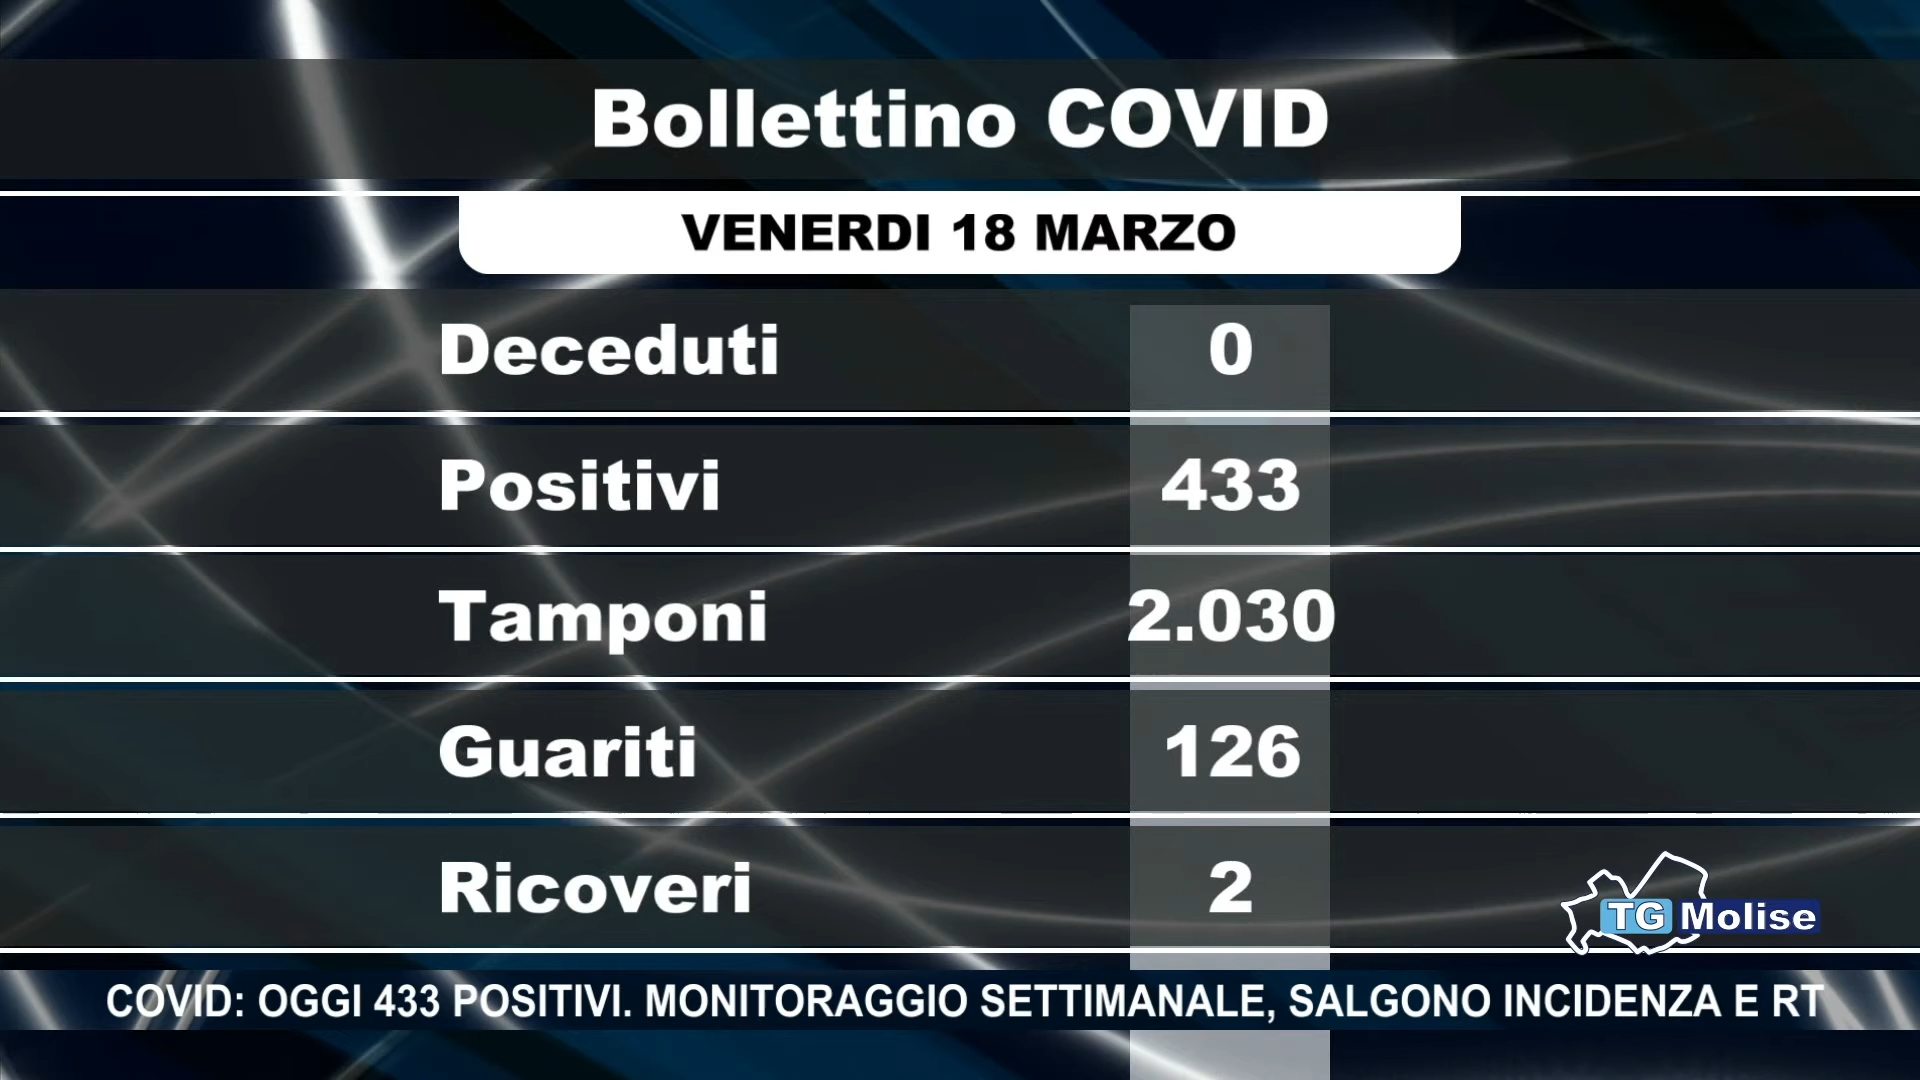 Bollettino COVID
VENERDI 18 MARZO
Deceduti 0
Positivi 433
Tamponi 2.030
Guariti 126
Ricoveri 2
TG Molise
COVID: OGGI 433 POSITIVI. MONITORAGGIO SETTIMANALE, SALGONO INCIDENZA E RT